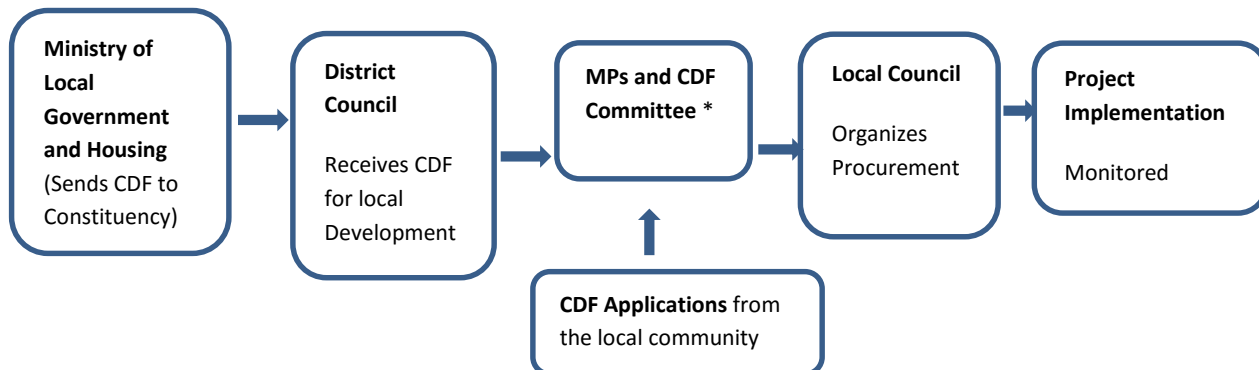 Ministry of
Local
Government
and Housing
(Sends CDF to
Constituency)
District
Council
Receives CDF
for local
Development
MPs and CDF
Committee *
Local Council
Organizes
Procurement
Project
Implementation
Monitored
CDF Applications from
the local community